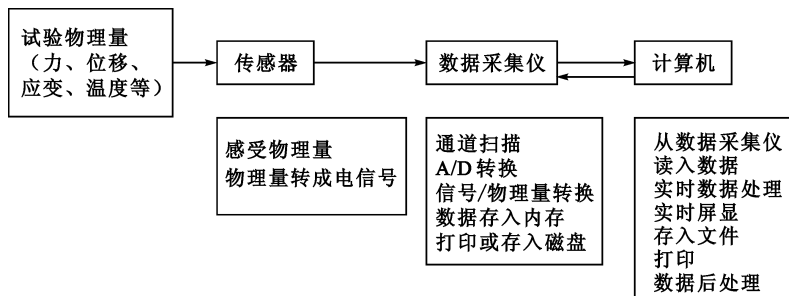 试验物理量
（力、位移、
应变、温度等）
传感器
数据采集仪
计算机
感受物理量
物理量转成电信号
通道扫描
A/D 转换
信号/物理量转换
数据存入内存
打印或存入磁盘
从数据采集仪
读入数据
实时数据处理
实时屏显
存入文件
打印
数据后处理